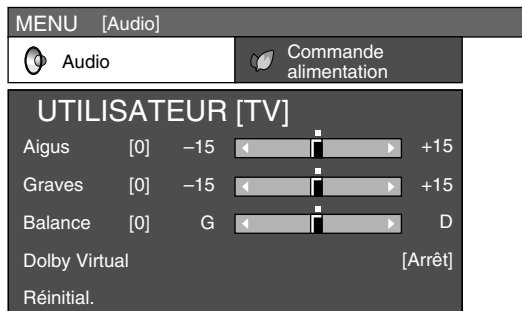 MENU [Audio]
Audio
Commande
alimentation
UTILISATEUR [TV]
Aigus [0] –15 +15
Graves [0] –15 +15
Balance [0] G D
Dolby Virtual [Arrêt]
Réinitial.